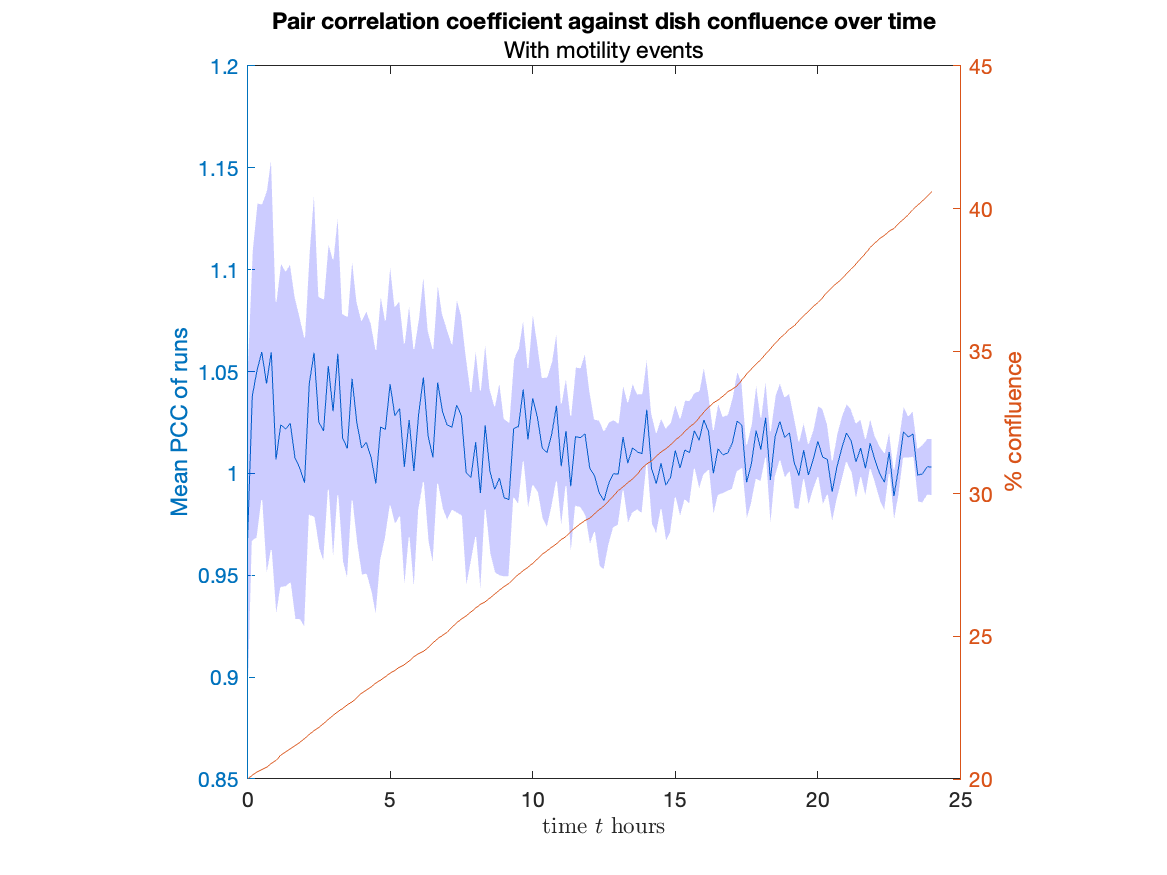 Pair correlation coefficient against dish confluence over time
With motility events
Mean PCC of runs
1.2
1.15
1.1
1.05
1
0.95
0.9
0.85
45
40
35
30
25
20
% confluence
0 5 10 15 20 25
time t hours